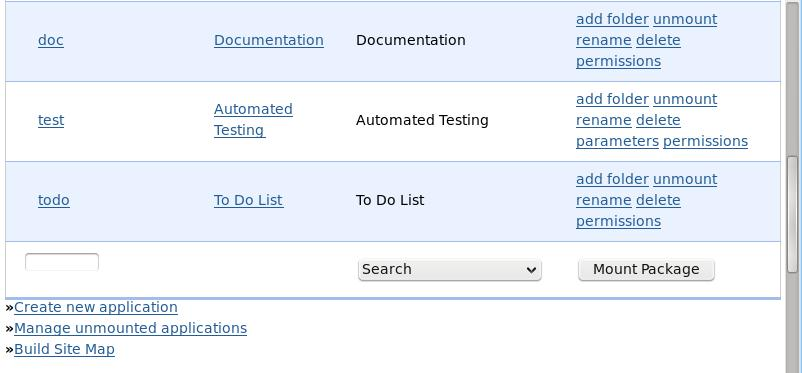 add folder unmount
doc Documentation Documentation rename delete
permissions
add folder unmount
Automated
test Automated Testing rename delete
Testing
parameters permissions
add folder unmount
todo To Do List To Do List rename delete
permissions
Search Mount Package
»Create new application
»Manage unmounted applications
»Build Site Map